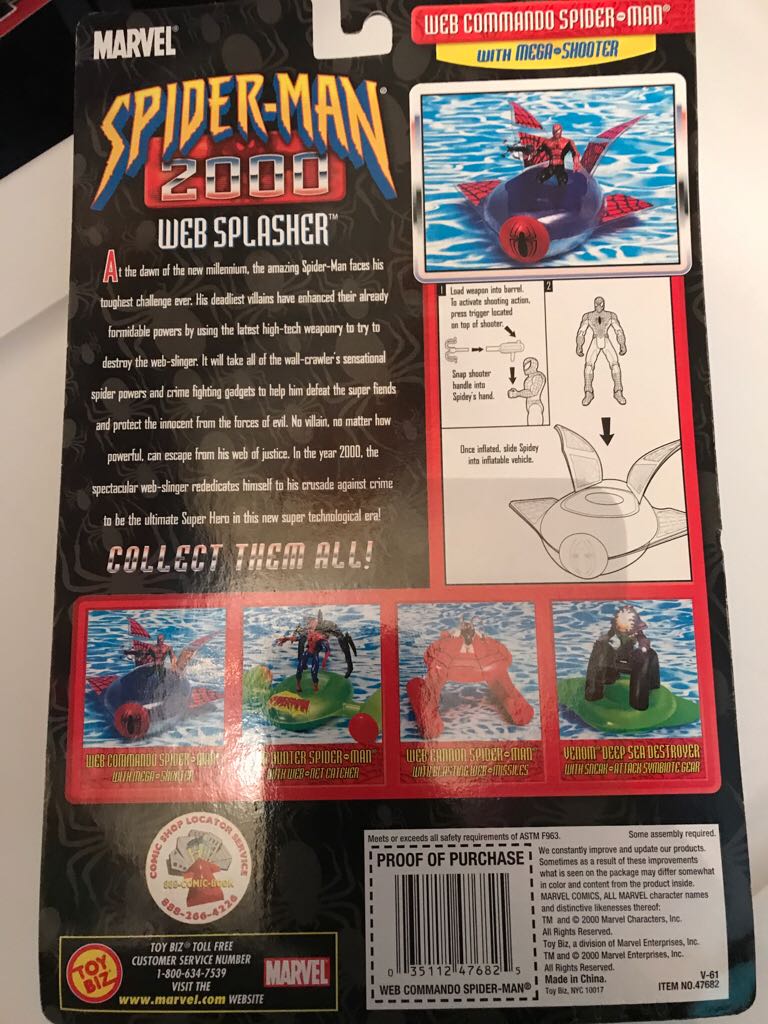 MARVEL®
SPIDER-MAN®
2000
WEB SPLASHER™
At the dawn of the new millennium, the amazing Spider-Man faces his
toughest challenge ever. His deadliest villains have enhanced their already
formidable powers by using the latest high-tech weaponry to try to
destroy the web-slinger. It will take all of the wall-crawler's sensational
spider powers and crime fighting gadgets to help him defeat the super fiends
and protect the innocent from the forces of evil. No villain, no matter how
powerful, can escape from his web of justice. In the year 2000, the
spectacular web-slinger rededicates himself to his crusade against crime
to be the ultimate Super Hero in this new super technological era!
COLLECT THEM ALL!
WEB COMMANDO SPIDER-MAN®
WITH MEGA-SHOOTER
1 Load weapon into barrel.
To activate shooting action,
press trigger located
on top of shooter.
Snap shooter
handle into
Spidey's hand.
2
Once inflated, slide Spidey
into inflatable vehicle.
WEB COMMANDO SPIDER-MAN®
WITH MEGA-SHOOTER
SPIDER-MAN
OUNTER SPIDER-MAN®
WITH WEB-NET CATCHER
WEB CANNON SPIDER-MAN®
WITH BLASTING WEB-MISSILES
VENOM® DEEP SEA DESTROYER
WITH SNEAK-ATTACK SYMBIOTE GEAR
COMIC SHOP LOCATOR SERVICE
888-COMIC-BOOK
888-266-4226
TOY BIZ
TOY BIZ® TOLL FREE
CUSTOMER SERVICE NUMBER
1-800-634-7539
VISIT THE
www.marvel.com WEBSITE
MARVEL
Meets or exceeds all safety requirements of ASTM F963.
Some assembly required.
PROOF OF PURCHASE
0 35112 47682 5
WEB COMMANDO SPIDER-MAN®
We constantly improve and update our products.
Sometimes as a result of these improvements
what is seen on the package may differ somewhat
in color and content from the product inside.
MARVEL COMICS, ALL MARVEL character names
and distinctive likenesses thereof:
TM and © 2000 Marvel Characters, Inc.
All Rights Reserved.
Toy Biz, a division of Marvel Enterprises, Inc.
TM and © 2000 Marvel Enterprises, Inc.
All Rights Reserved.
Made in China.
Toy Biz, NYC 10017
V-61
ITEM NO.47682